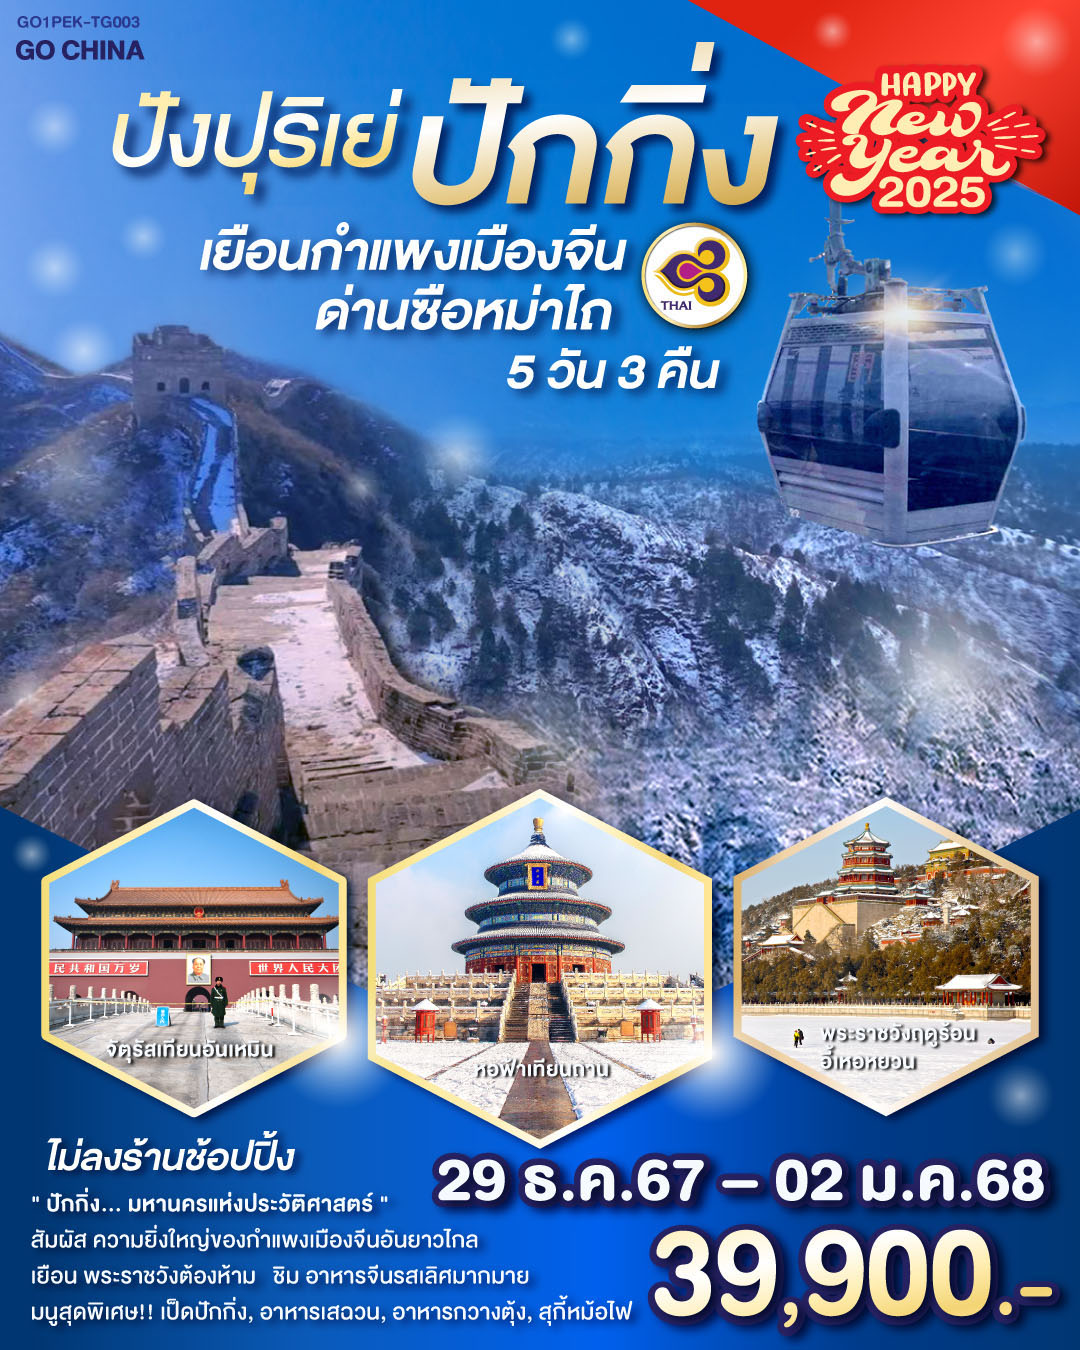 GO1PEK-TG003
GO CHINA
HAPPY
New
Year
2025
ปังปุริเย่ ปักกิ่ง
เยือนกำแพงเมืองจีน
ด่านซือหม่าไถ
THAI
5 วัน 3 คืน
民共和国万岁
世界人民大团
จัตุรัสเทียนอันเหมิน
หอฟ้าเทียนถาน
พระราชวังฤดูร้อน
อี้เหอหยวน
ไม่ลงร้านช้อปปิ้ง
29 ธ.ค.67 – 02 ม.ค.68
" ปักกิ่ง... มหานครแห่งประวัติศาสตร์ "
สัมผัส ความยิ่งใหญ่ของกำแพงเมืองจีนอันยาวไกล
เยือน พระราชวังต้องห้าม ชิม อาหารจีนรสเลิศมากมาย
มนูสุดพิเศษ!! เป็ดปักกิ่ง, อาหารเสฉวน, อาหารกวางตุ้ง, สุกี้หม้อไฟ
39,900.-